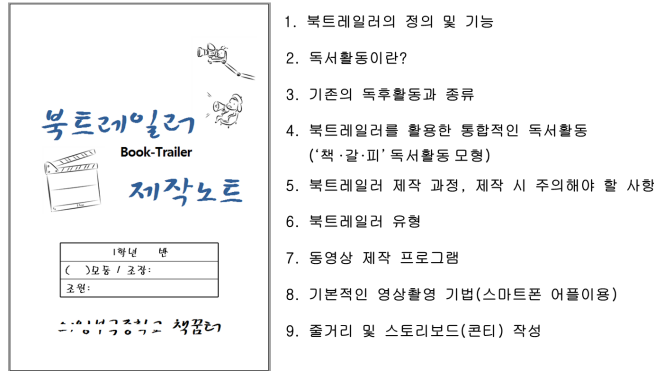 북트레일러
Book-Trailer
제작노트
1학년 반
( )모둠 / 조장:
조원:
책꿈터
1. 북트레일러의 정의 및 기능
2. 독서활동이란?
3. 기존의 독후활동과 종류
4. 북트레일러를 활용한 통합적인 독서활동
('책·갈·피' 독서활동 모형)
5. 북트레일러 제작 과정, 제작 시 주의해야 할 사항
6. 북트레일러 유형
7. 동영상 제작 프로그램
8. 기본적인 영상촬영 기법(스마트폰 어플이용)
9. 줄거리 및 스토리보드(콘티) 작성